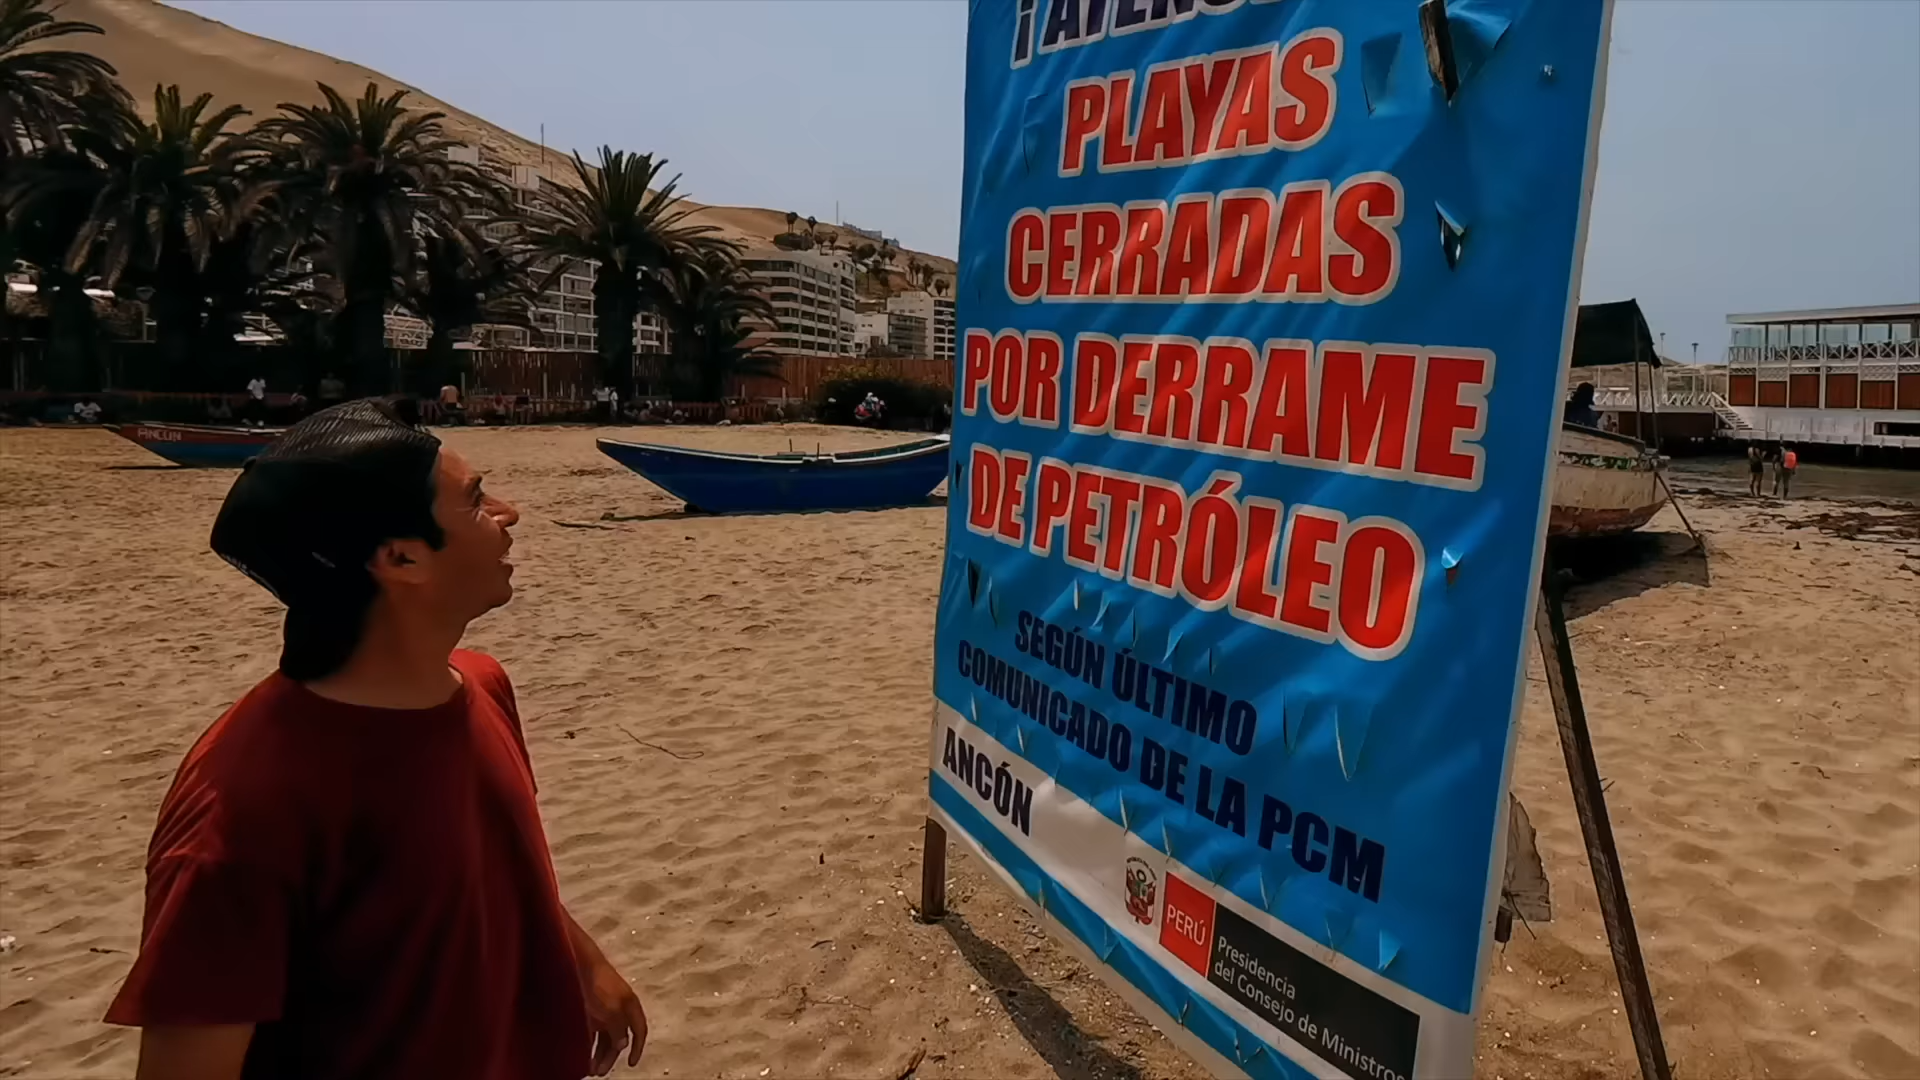 PLAYAS
CERRADAS
POR DERRAME
DE PETRÓLEO
SEGÚN ÚLTIMO
COMUNICADO DE LA PCM
ANCÓN
PERÚ
Presidencia
del Consejo de Ministros
ANCON